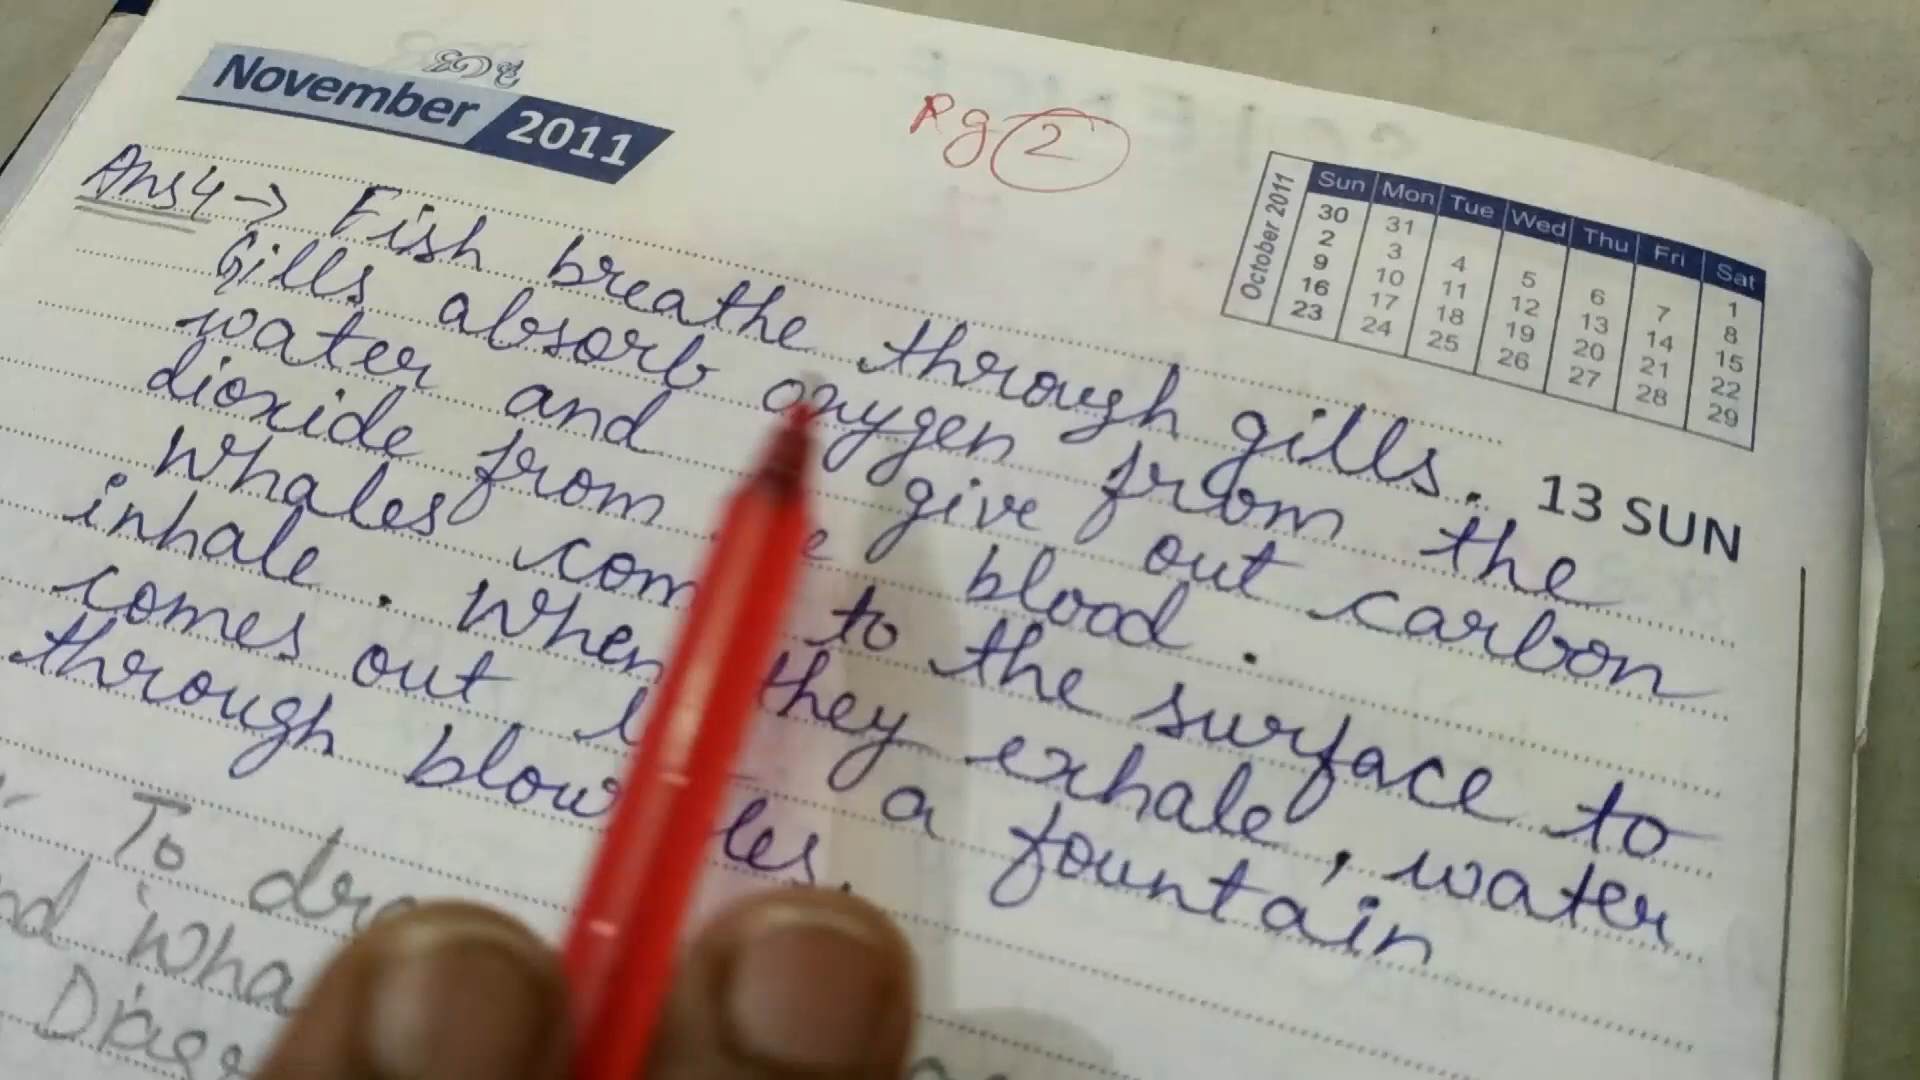 November 2011
Pg 2
October 2011
Sun Mon Tue Wed Thu Fri Sat
30 31 1
2 3 4 5 6 7 8
9 10 11 12 13 14 15
16 17 18 19 20 21 22
23 24 25 26 27 28 29
13 SUN
Ans 4 → Fish breathe through gills.
Gills absorb oxygen from the
water and give out carbon
dioxide from blood.
Whales to the surface to
inhale. When they exhale, water
comes out a fountain
through
To